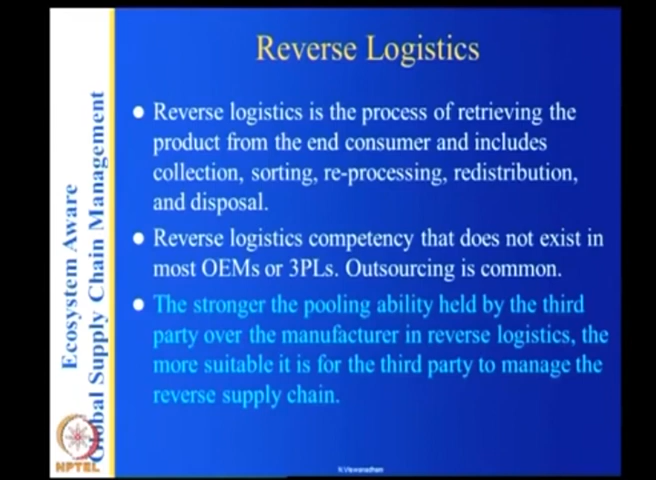 Reverse Logistics
Reverse logistics is the process of retrieving the
product from the end consumer and includes
collection, sorting, re-processing, redistribution,
and disposal.
Reverse logistics competency that does not exist in
most OEMs or 3PLs. Outsourcing is common.
The stronger the pooling ability held by the third
party over the manufacturer in reverse logistics, the
more suitable it is for the third party to manage the
reverse supply chain.
Ecosystem Aware
Global Supply Chain Management
NPTEL
N.Viswanadham